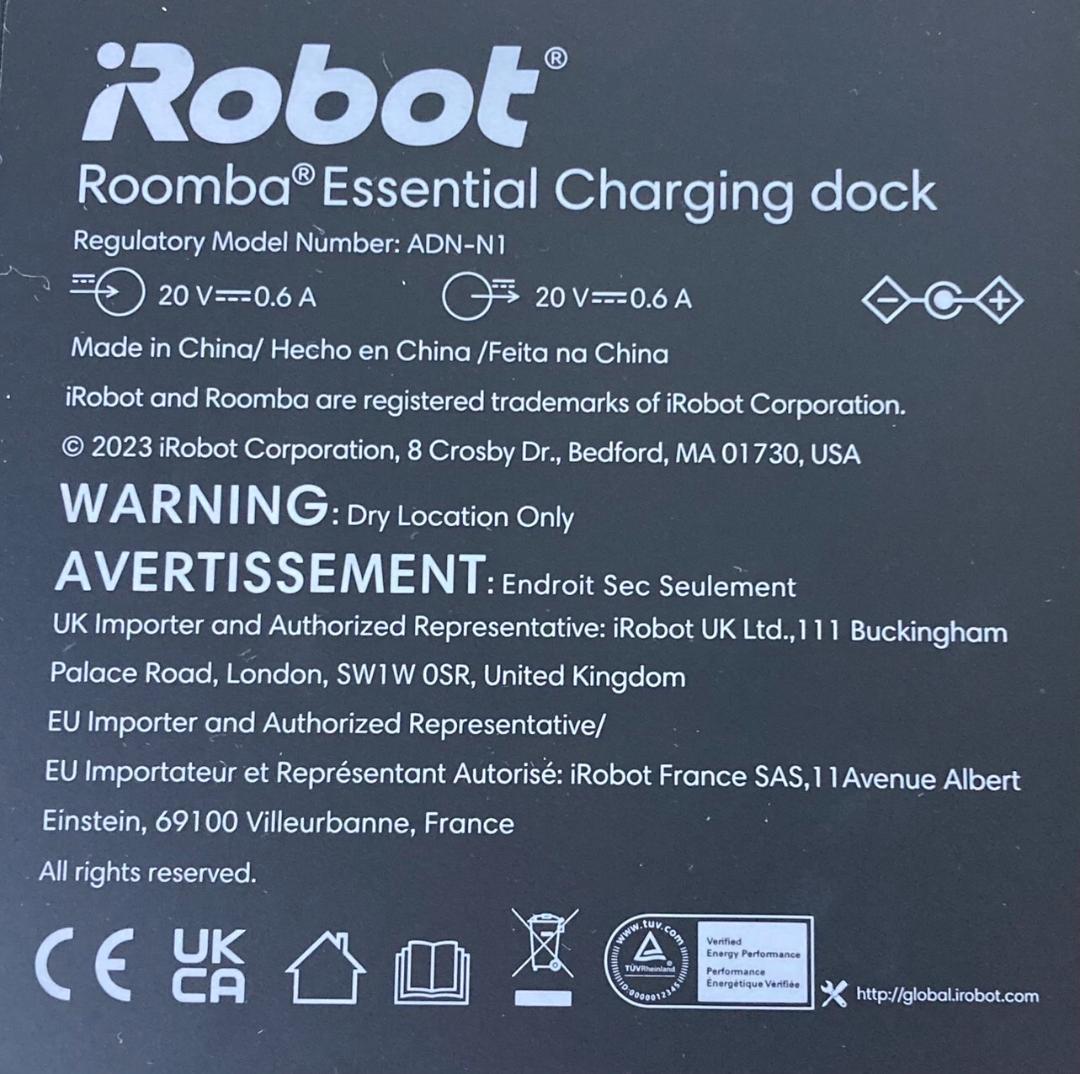 iRobot®
Roomba® Essential Charging dock
Regulatory Model Number: ADN-N1
20 V⎓0.6 A 20 V⎓0.6 A
Made in China/ Hecho en China /Feita na China
iRobot and Roomba are registered trademarks of iRobot Corporation.
© 2023 iRobot Corporation, 8 Crosby Dr., Bedford, MA 01730, USA
WARNING: Dry Location Only
AVERTISSEMENT: Endroit Sec Seulement
UK Importer and Authorized Representative: iRobot UK Ltd.,111 Buckingham
Palace Road, London, SW1W 0SR, United Kingdom
EU Importer and Authorized Representative/
EU Importateur et Représentant Autorisé: iRobot France SAS,11Avenue Albert
Einstein, 69100 Villeurbanne, France
All rights reserved.
CE
UK
CA
www.tuv.com
TÜVRheinland
ID:0000012345
Verified
Energy Performance
Performance
Énergétique Vérifiée
http://global.irobot.com